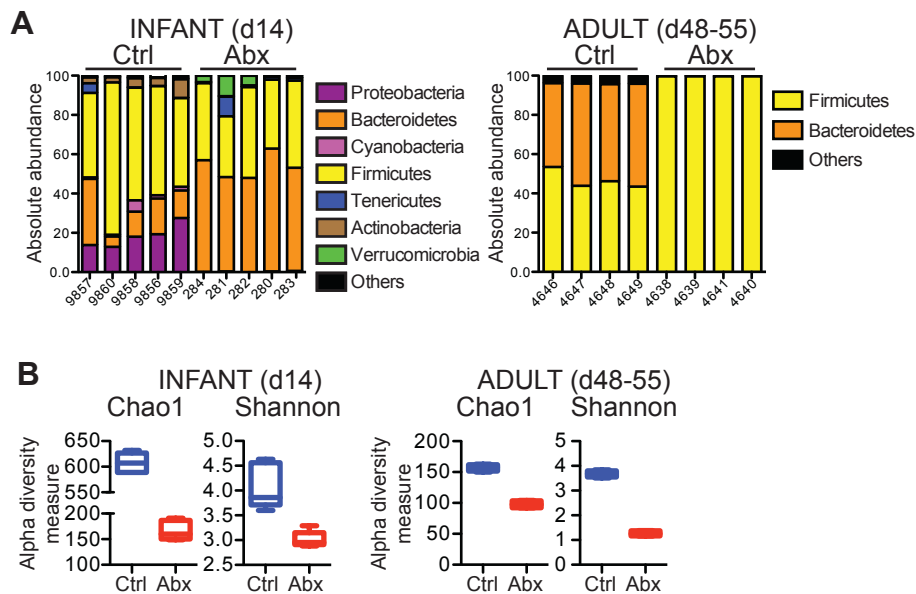 A
INFANT (d14)
Ctrl Abx
Absolute abundance
100
80
60
40
20
0.0
9857 9860 9858 9856 9859 284 281 282 280 283
Proteobacteria
Bacteroidetes
Cyanobacteria
Firmicutes
Tenericutes
Actinobacteria
Verrucomicrobia
Others
ADULT (d48-55)
Ctrl Abx
Absolute abundance
100
80
60
40
20
0.0
4646 4647 4648 4649 4638 4639 4641 4640
Firmicutes
Bacteroidetes
Others
B
INFANT (d14)
Chao1 Shannon
Alpha diversity
measure
650
600
550
200
150
100
Ctrl Abx
5.0
4.5
4.0
3.5
3.0
2.5
Ctrl Abx
ADULT (d48-55)
Chao1 Shannon
Alpha diversity
measure
200
150
100
50
0
Ctrl Abx
5
4
3
2
1
0
Ctrl Abx